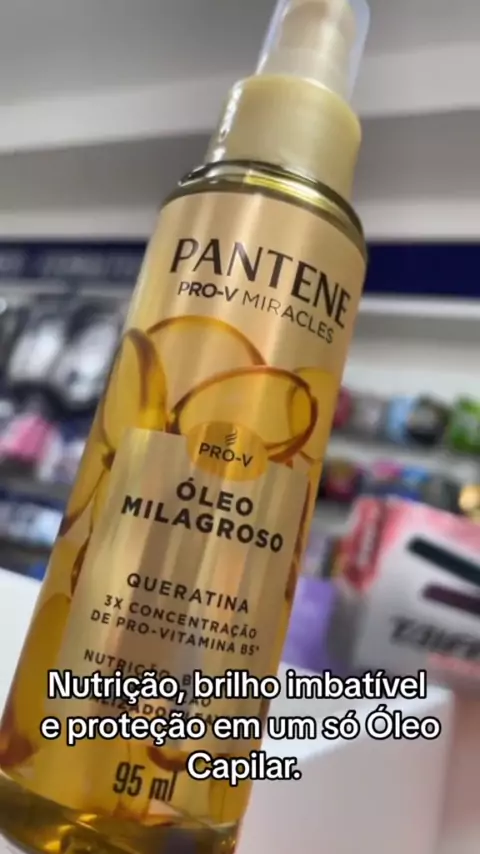 PANTENE
PRO-V MIRACLES
PRO-V
ÓLEO
MILAGROSO
QUERATINA
3X CONCENTRAÇÃO
DE PRO-VITAMINA B5*
NUTRIÇÃO,
Nutrição, brilho imbatível
e proteção em um só Óleo
Capilar.
95 ml